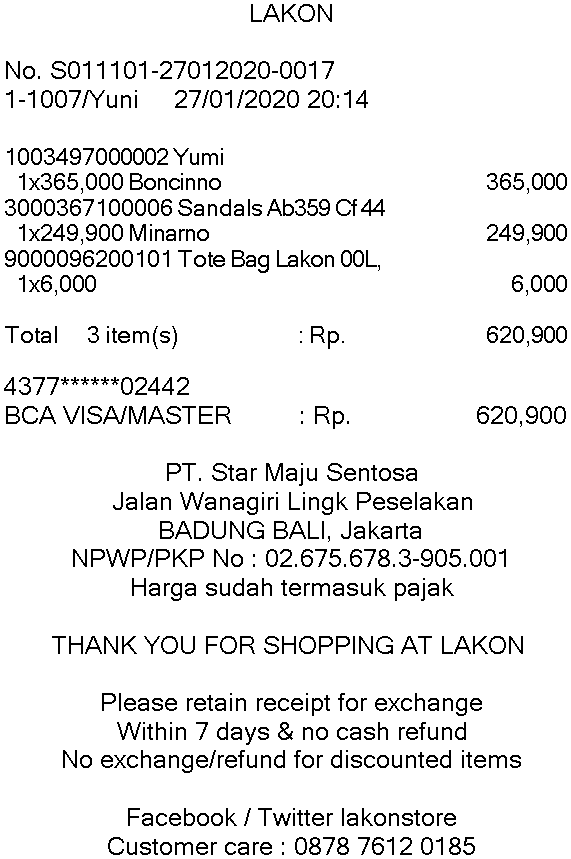 LAKON
No. S011101-27012020-0017
1-1007/Yuni 27/01/2020 20:14
1003497000002 Yumi
1x365,000 Boncinno 365,000
3000367100006 Sandals Ab359 Cf 44
1x249,900 Minarno 249,900
9000096200101 Tote Bag Lakon 00L,
1x6,000 6,000
Total 3 item(s) : Rp. 620,900
4377******02442
BCA VISA/MASTER : Rp. 620,900
PT. Star Maju Sentosa
Jalan Wanagiri Lingk Peselakan
BADUNG BALI, Jakarta
NPWP/PKP No : 02.675.678.3-905.001
Harga sudah termasuk pajak
THANK YOU FOR SHOPPING AT LAKON
Please retain receipt for exchange
Within 7 days & no cash refund
No exchange/refund for discounted items
Facebook / Twitter lakonstore
Customer care : 0878 7612 0185